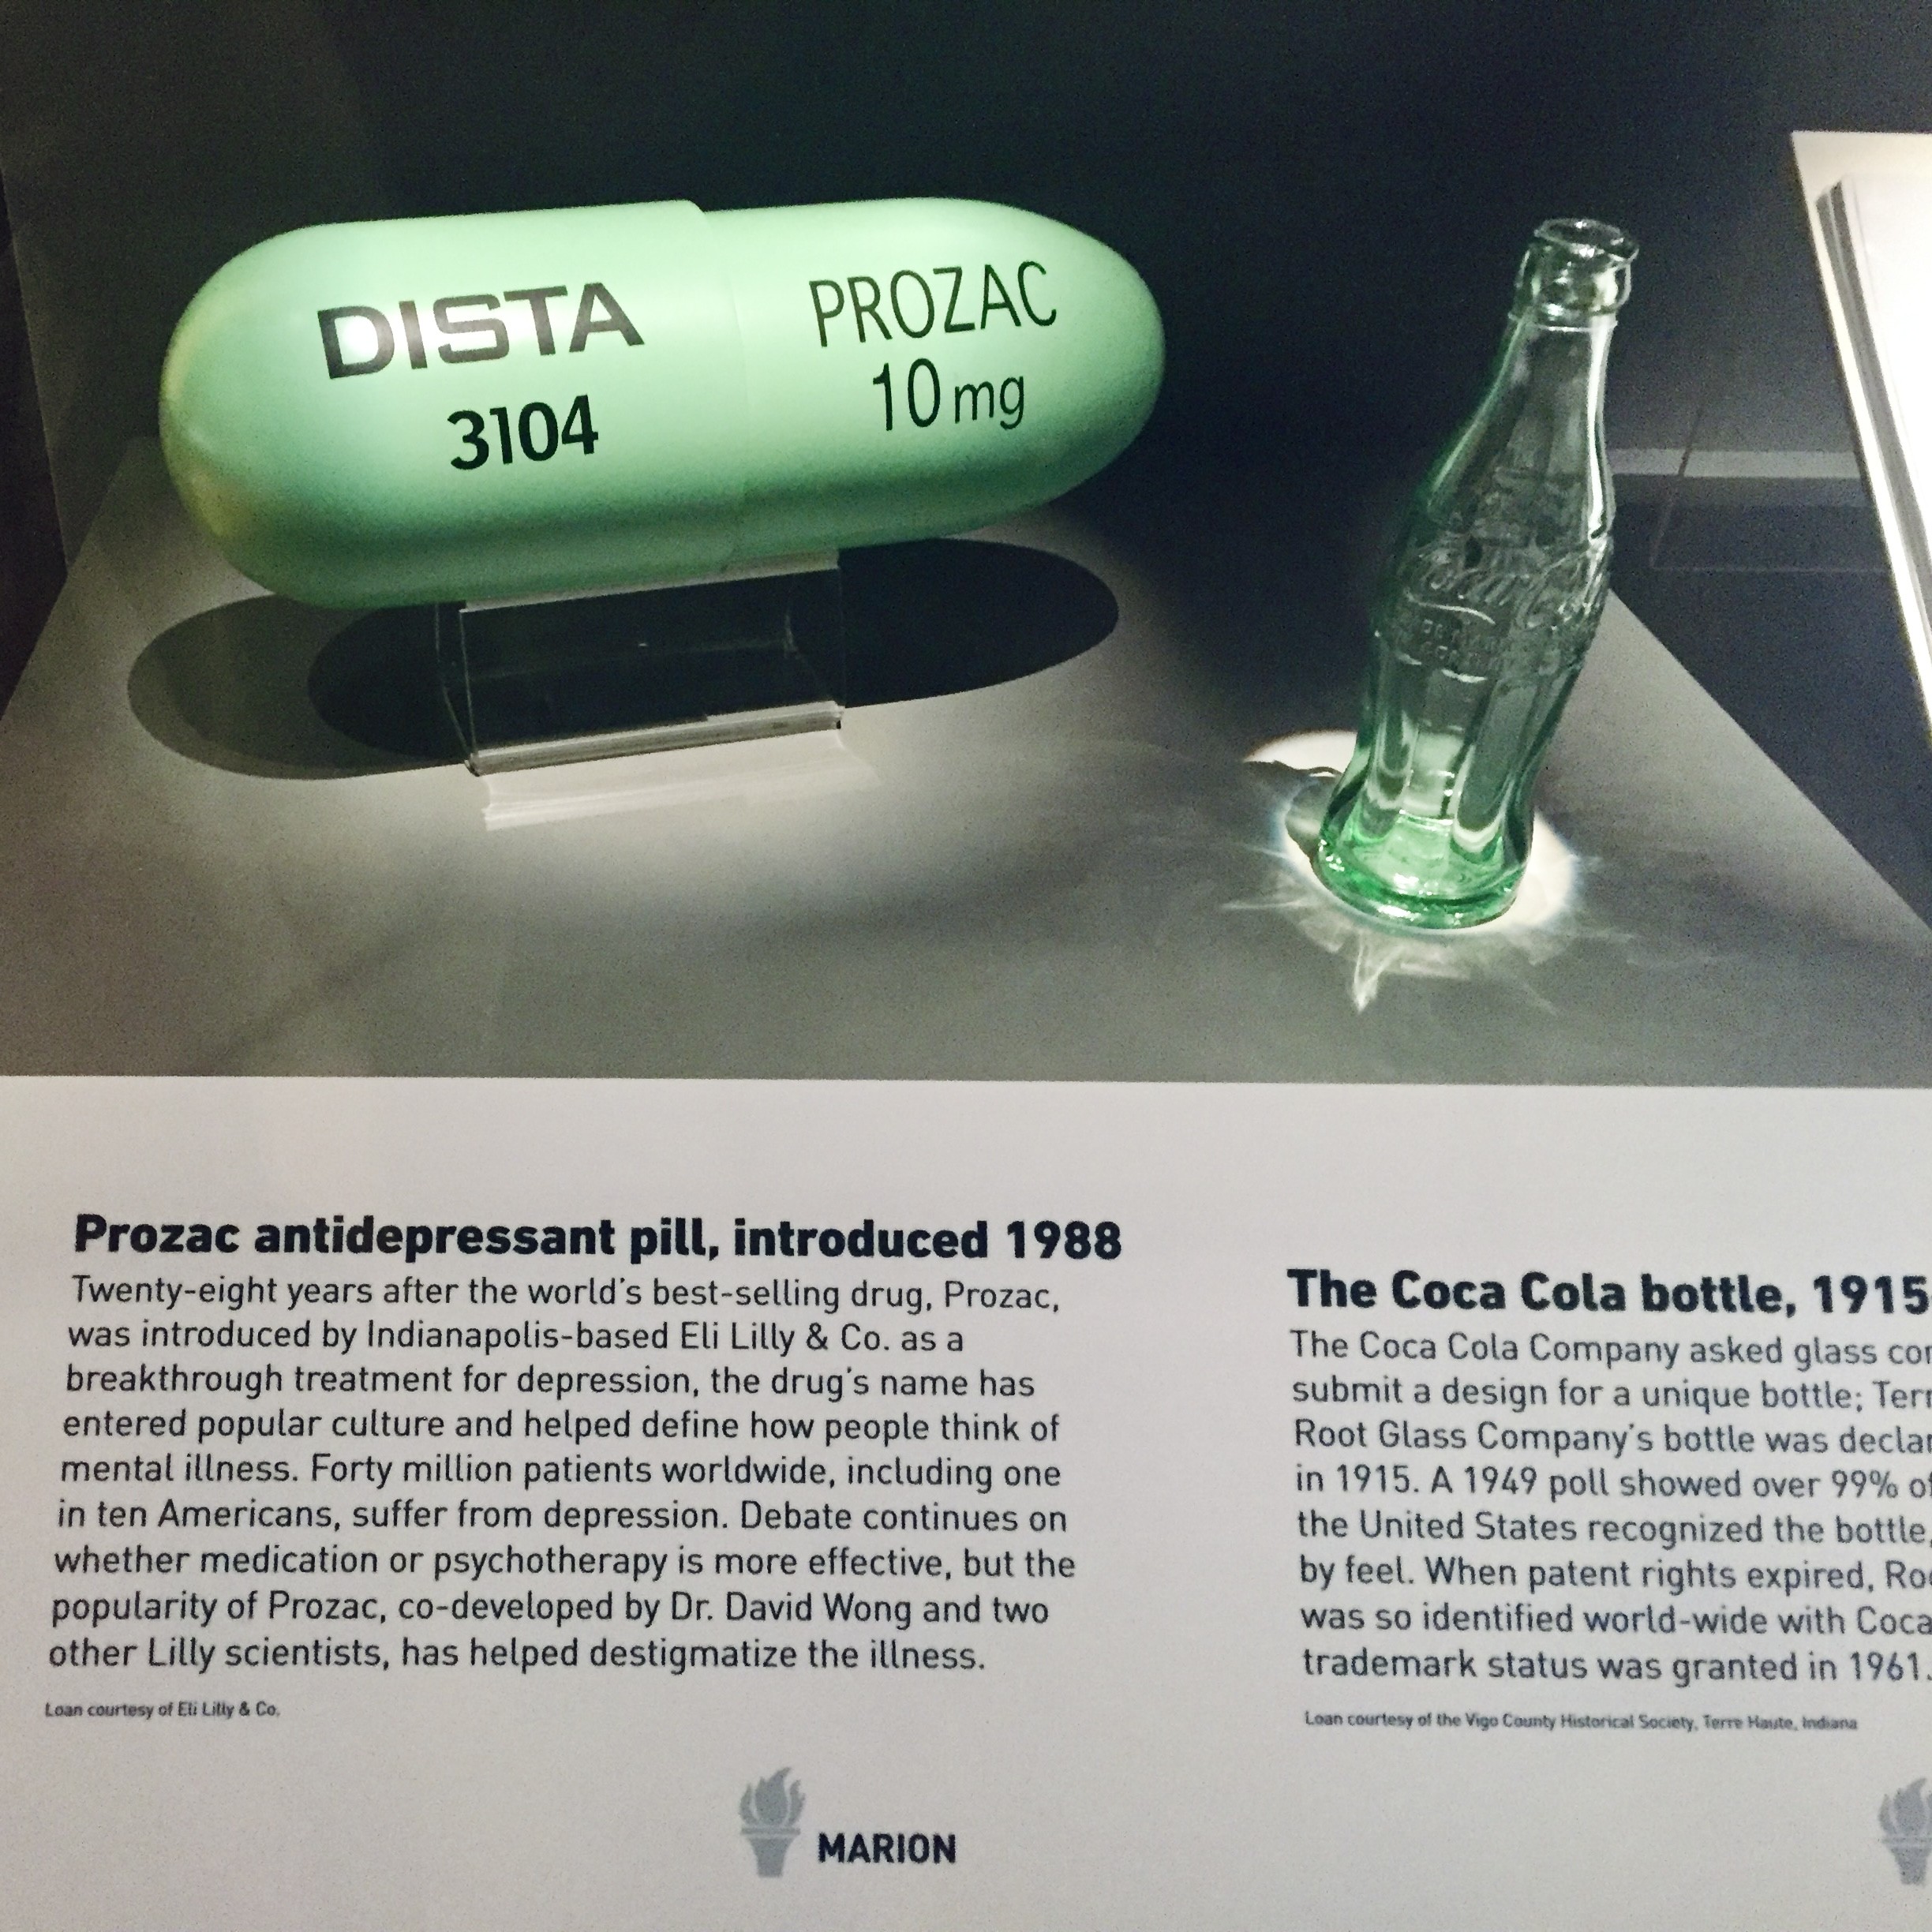 DISTA
3104
PROZAC
10 mg
Coca-Cola
Prozac antidepressant pill, introduced 1988
Twenty-eight years after the world's best-selling drug, Prozac,
was introduced by Indianapolis-based Eli Lilly & Co. as a
breakthrough treatment for depression, the drug's name has
entered popular culture and helped define how people think of
mental illness. Forty million patients worldwide, including one
in ten Americans, suffer from depression. Debate continues on
whether medication or psychotherapy is more effective, but the
popularity of Prozac, co-developed by Dr. David Wong and two
other Lilly scientists, has helped destigmatize the illness.
Loan courtesy of Eli Lilly & Co.
MARION
The Coca Cola bottle, 1915
The Coca Cola Company asked glass
submit a design for a unique bottle;
Root Glass Company's bottle was
in 1915. A 1949 poll showed over 99%
the United States recognized the bottle,
by feel. When patent rights expired,
was so identified world-wide with Coca
trademark status was granted in 1961.
Loan courtesy of the Vigo County Historical Society, Terre Haute, Indiana